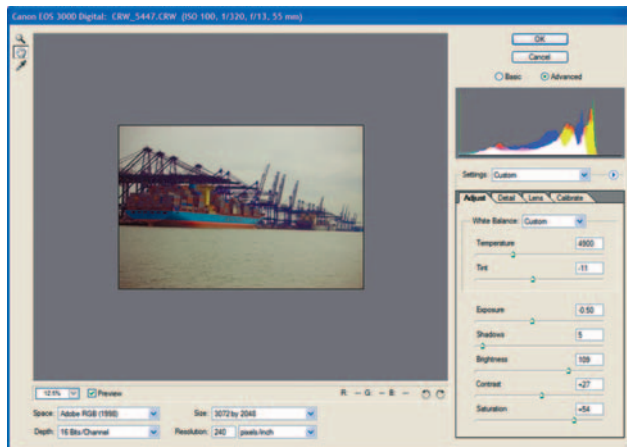 Canon EOS 300D Digital: CRW_5447.CRW (ISO 100, 1/320, f/13, 55 mm)
OK
Cancel
Basic Advanced
Settings: Custom
Adjust Detail Lens Calibrate
White Balance: Custom
Temperature 4900
Tint -11
Exposure -0.50
Shadows 5
Brightness 109
Contrast +27
Saturation +54
12.5% Preview R: -- G: -- B: --
Space: Adobe RGB (1998) Size: 3072 by 2048
Depth: 16 Bits/Channel Resolution: 240 pixels/inch